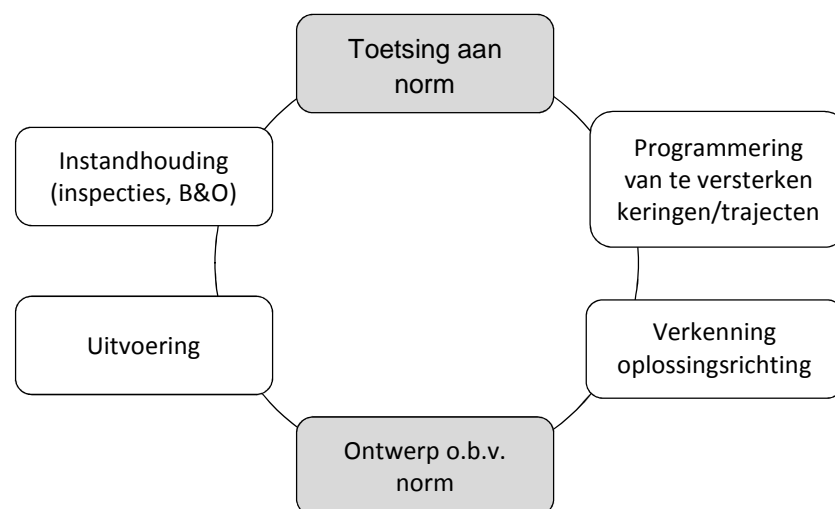 Toetsing aan
norm
Programmering
van te versterken
keringen/trajecten
Verkenning
oplossingsrichting
Ontwerp o.b.v.
norm
Uitvoering
Instandhouding
(inspecties, B&O)